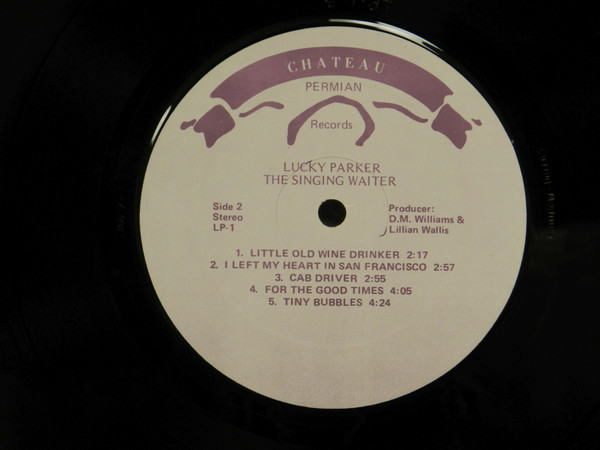 CHATEAU
PERMIAN
Records
LUCKY PARKER
THE SINGING WAITER
Side 2
Stereo
LP-1
Producer:
D.M. Williams &
Lillian Wallis
1. LITTLE OLD WINE DRINKER 2:17
2. I LEFT MY HEART IN SAN FRANCISCO 2:57
3. CAB DRIVER 2:55
4. FOR THE GOOD TIMES 4:05
5. TINY BUBBLES 4:24